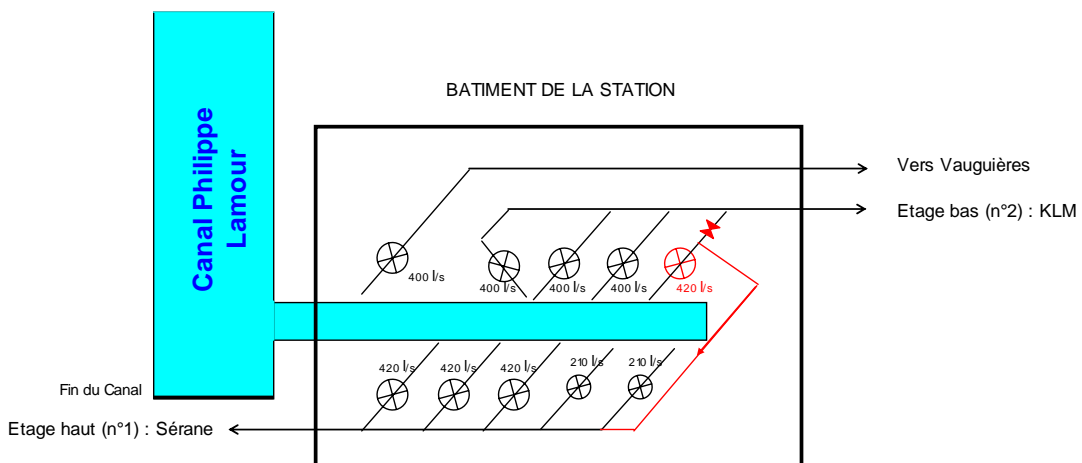 BATIMENT DE LA STATION
Canal Philippe
Lamour
Vers Vauguières
Etage bas (n°2) : KLM
400 l/s
400 l/s
400 l/s
400 l/s
420 l/s
420 l/s
420 l/s
420 l/s
210 l/s
210 l/s
Fin du Canal
Etage haut (n°1) : Sérane